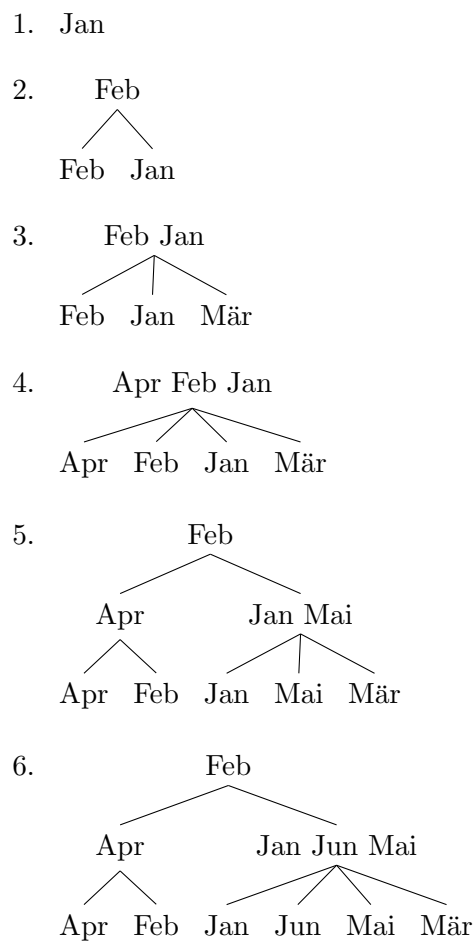 1. Jan
2. Feb
Feb Jan
3. Feb Jan
Feb Jan Mär
4. Apr Feb Jan
Apr Feb Jan Mär
5. Feb
Apr Jan Mai
Apr Feb Jan Mai Mär
6. Feb
Apr Jan Jun Mai
Apr Feb Jan Jun Mai Mär